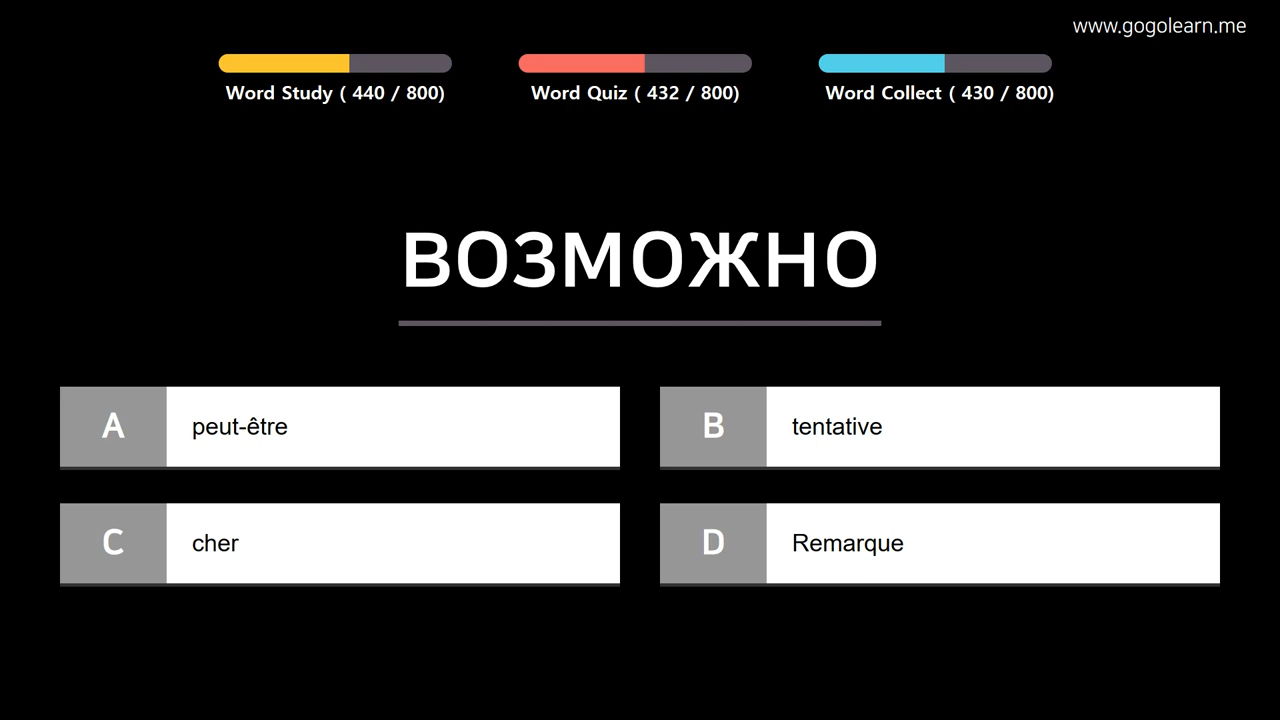 www.gogolearn.me
Word Study ( 440 / 800)
Word Quiz ( 432 / 800)
Word Collect ( 430 / 800)
возможно
A
peut-être
B
tentative
C
cher
D
Remarque